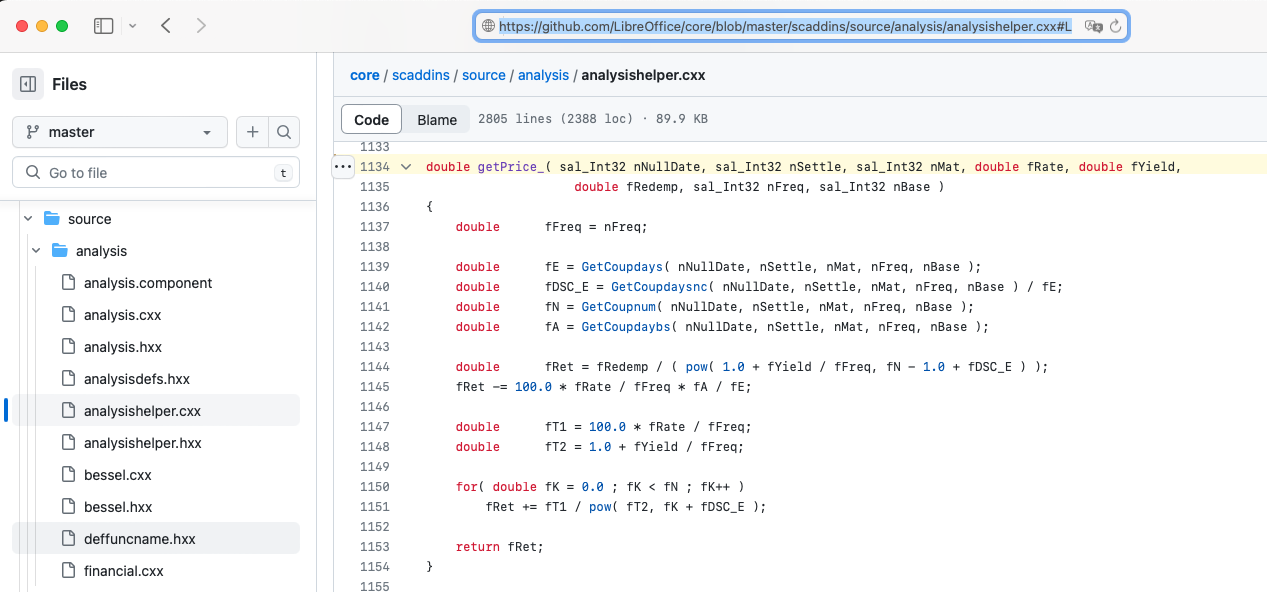 https://github.com/LibreOffice/core/blob/master/scaddins/source/analysis/analysishelper.cxx#L
Files
master
Go to file
t
source
analysis
analysis.component
analysis.cxx
analysis.hxx
analysisdefs.hxx
analysishelper.cxx
analysishelper.hxx
bessel.cxx
bessel.hxx
deffuncname.hxx
financial.cxx
core / scaddins / source / analysis / analysishelper.cxx
Code Blame 2805 lines (2388 loc) · 89.9 KB
1133
1134 double getPrice_( sal_Int32 nNullDate, sal_Int32 nSettle, sal_Int32 nMat, double fRate, double fYield,
1135 double fRedemp, sal_Int32 nFreq, sal_Int32 nBase )
1136 {
1137 double fFreq = nFreq;
1138
1139 double fE = GetCoupdays( nNullDate, nSettle, nMat, nFreq, nBase );
1140 double fDSC_E = GetCoupdaysnc( nNullDate, nSettle, nMat, nFreq, nBase ) / fE;
1141 double fN = GetCoupnum( nNullDate, nSettle, nMat, nFreq, nBase );
1142 double fA = GetCoupdaybs( nNullDate, nSettle, nMat, nFreq, nBase );
1143
1144 double fRet = fRedemp / ( pow( 1.0 + fYield / fFreq, fN - 1.0 + fDSC_E ) );
1145 fRet -= 100.0 * fRate / fFreq * fA / fE;
1146
1147 double fT1 = 100.0 * fRate / fFreq;
1148 double fT2 = 1.0 + fYield / fFreq;
1149
1150 for( double fK = 0.0 ; fK < fN ; fK++ )
1151 fRet += fT1 / pow( fT2, fK + fDSC_E );
1152
1153 return fRet;
1154 }
1155